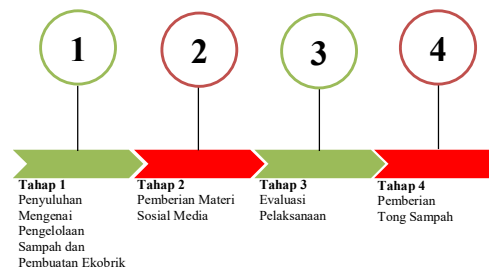 1
2
3
4
Tahap 1
Penyuluhan
Mengenai
Pengelolaan
Sampah dan
Pembuatan Ekobrik
Tahap 2
Pemberian Materi
Sosial Media
Tahap 3
Evaluasi
Pelaksanaan
Tahap 4
Pemberian
Tong Sampah